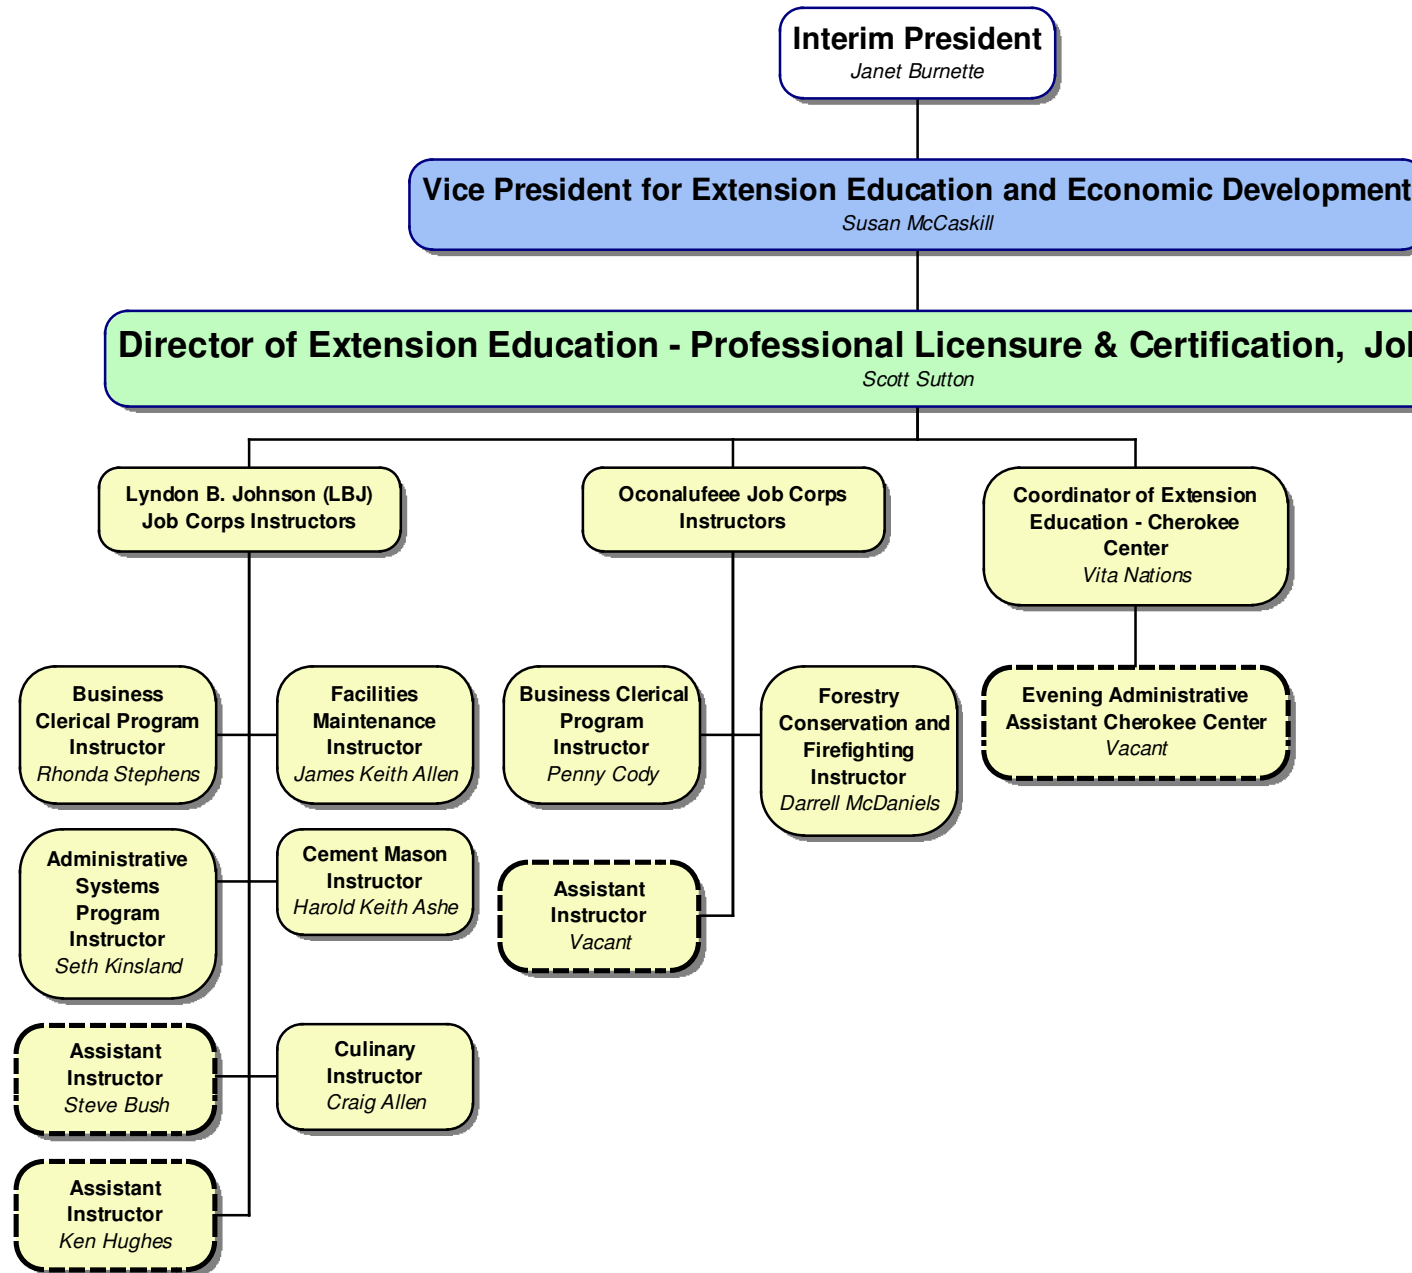 Interim President
Janet Burnette
Vice President for Extension Education and Economic Development
Susan McCaskill
Director of Extension Education - Professional Licensure & Certification,
Scott Sutton
Lyndon B. Johnson (LBJ)
Job Corps Instructors
Oconalufeee Job Corps
Instructors
Coordinator of Extension
Education - Cherokee
Center
Vita Nations
Business
Clerical Program
Instructor
Rhonda Stephens
Facilities
Maintenance
Instructor
James Keith Allen
Business Clerical
Program
Instructor
Penny Cody
Forestry
Conservation and
Firefighting
Instructor
Darrell McDaniels
Evening Administrative
Assistant Cherokee Center
Vacant
Administrative
Systems
Program
Instructor
Seth Kinsland
Cement Mason
Instructor
Harold Keith Ashe
Assistant
Instructor
Vacant
Assistant
Instructor
Steve Bush
Culinary
Instructor
Craig Allen
Assistant
Instructor
Ken Hughes